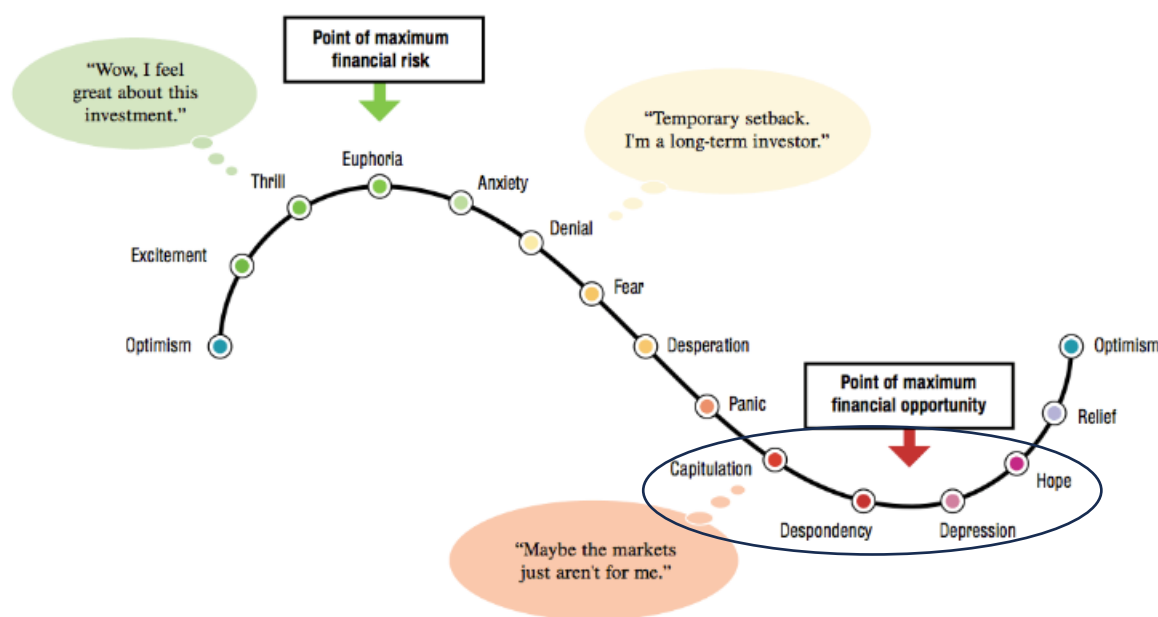 Point of maximum
financial risk
“Wow, I feel
great about this
investment.”
“Temporary setback.
I'm a long-term investor.”
Euphoria
Thrill
Anxiety
Denial
Excitement
Fear
Optimism
Desperation
Optimism
Point of maximum
financial opportunity
Panic
Relief
Capitulation
Hope
Despondency
Depression
“Maybe the markets
just aren't for me.”